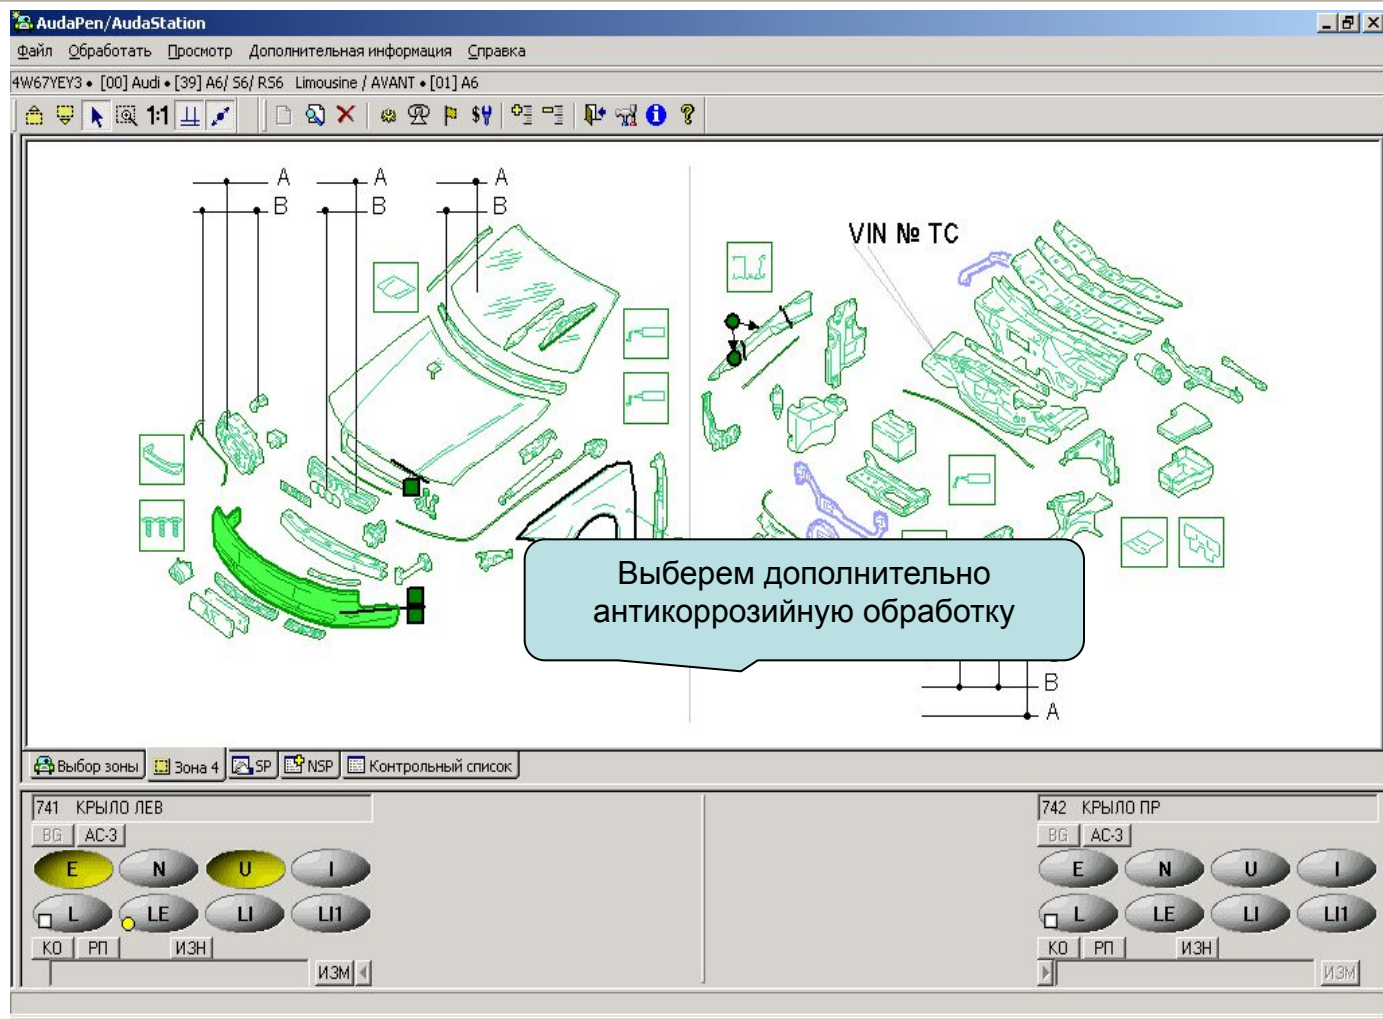 AudaPen/AudaStation
Файл Обработать Просмотр Дополнительная информация Справка
4W67YEY3 • [00] Audi • [39] A6/ S6/ RS6 Limousine / AVANT • [01] A6
1:1
A A A
B B B
VIN № TC
Выберем дополнительно
антикоррозийную обработку
B
A
Выбор зоны Зона 4 SP NSP Контрольный список
741 КРЫЛО ЛЕВ
BG AC-3
E N U I
L LE LI LI1
КО РП ИЗН
ИЗМ
742 КРЫЛО ПР
BG AC-3
E N U I
L LE LI LI1
КО РП ИЗН
ИЗМ